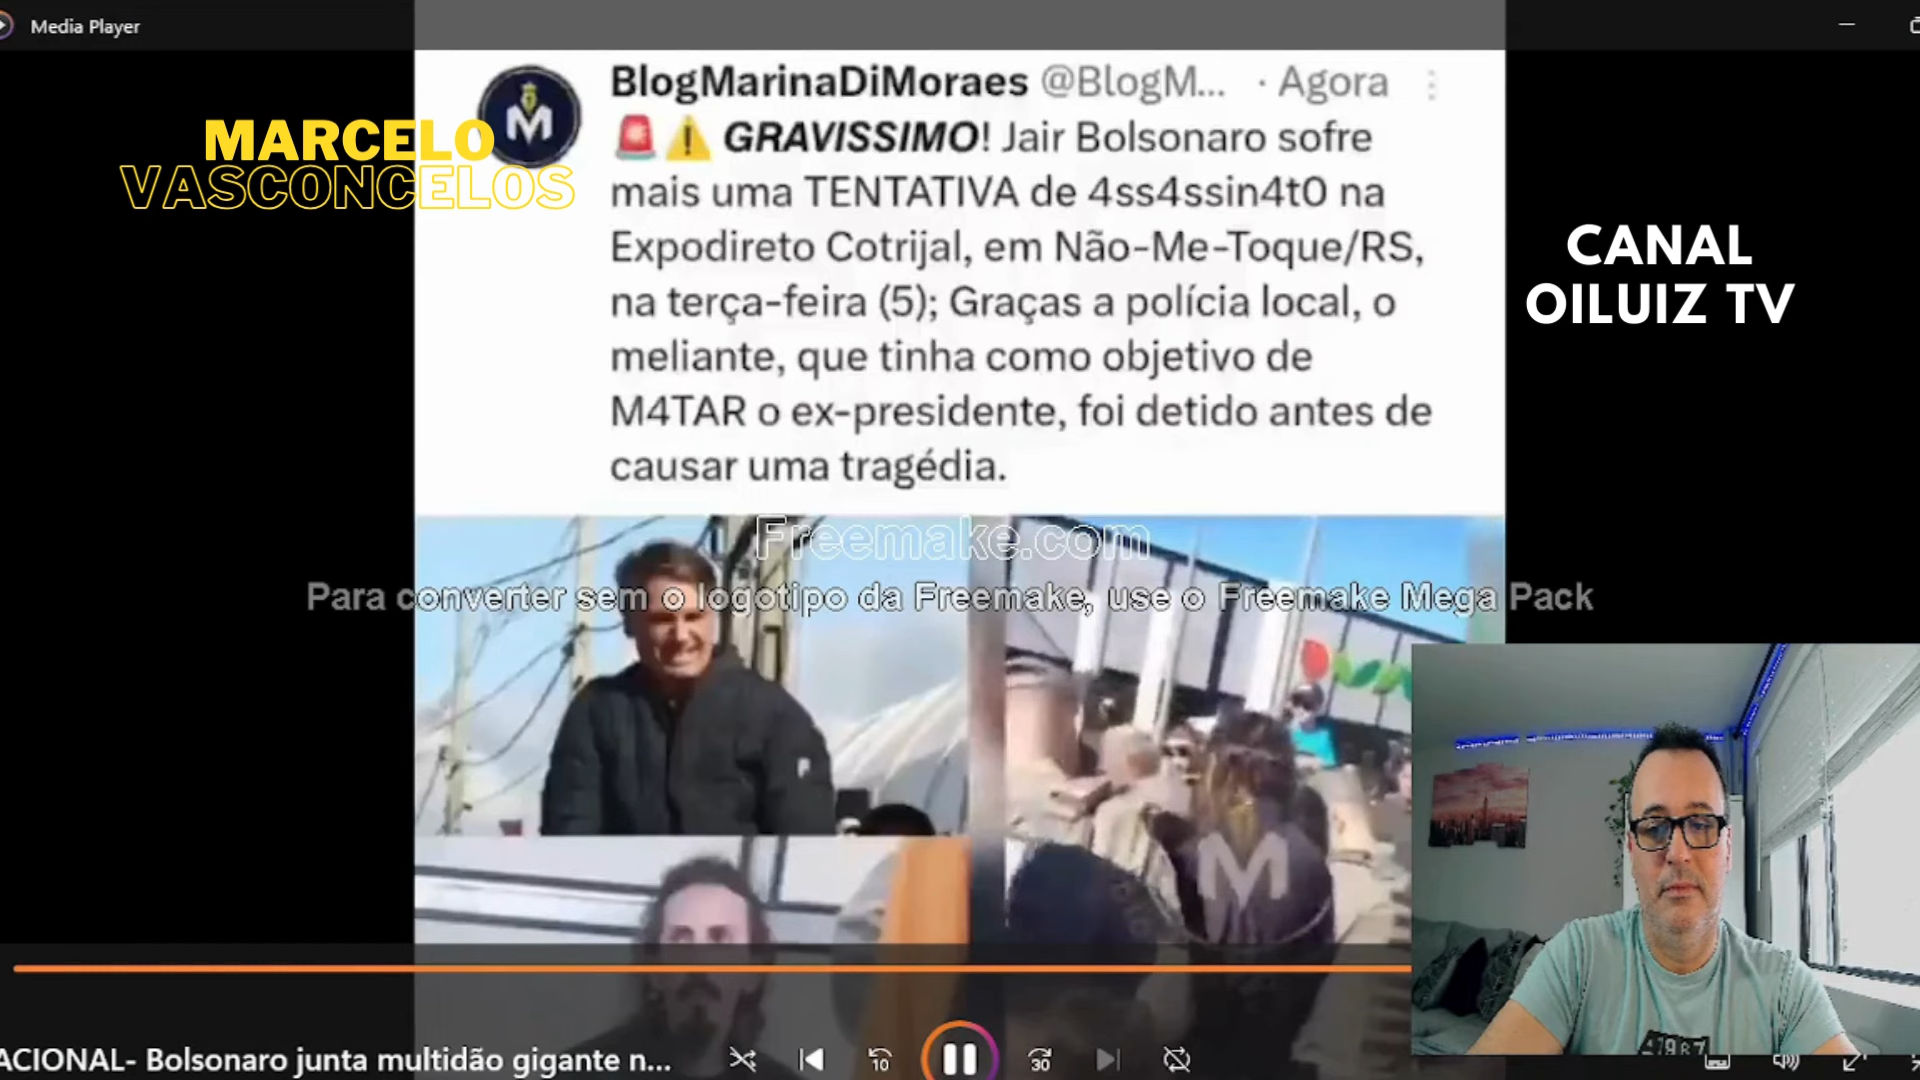 Media Player
MARCELO
VASCONCELOS
BlogMarinaDiMoraes @BlogM... · Agora
🚨⚠️ GRAVISSIMO! Jair Bolsonaro sofre
mais uma TENTATIVA de 4ss4ssin4t0 na
Expodireto Cotrijal, em Não-Me-Toque/RS,
na terça-feira (5); Graças a polícia local, o
meliante, que tinha como objetivo de
M4TAR o ex-presidente, foi detido antes de
causar uma tragédia.
CANAL
OILUIZ TV
Freemake.com
Para converter sem o logotipo da Freemake, use o Freemake Mega Pack
M
M
1987
ACIONAL- Bolsonaro junta multidão gigante n...
10
30